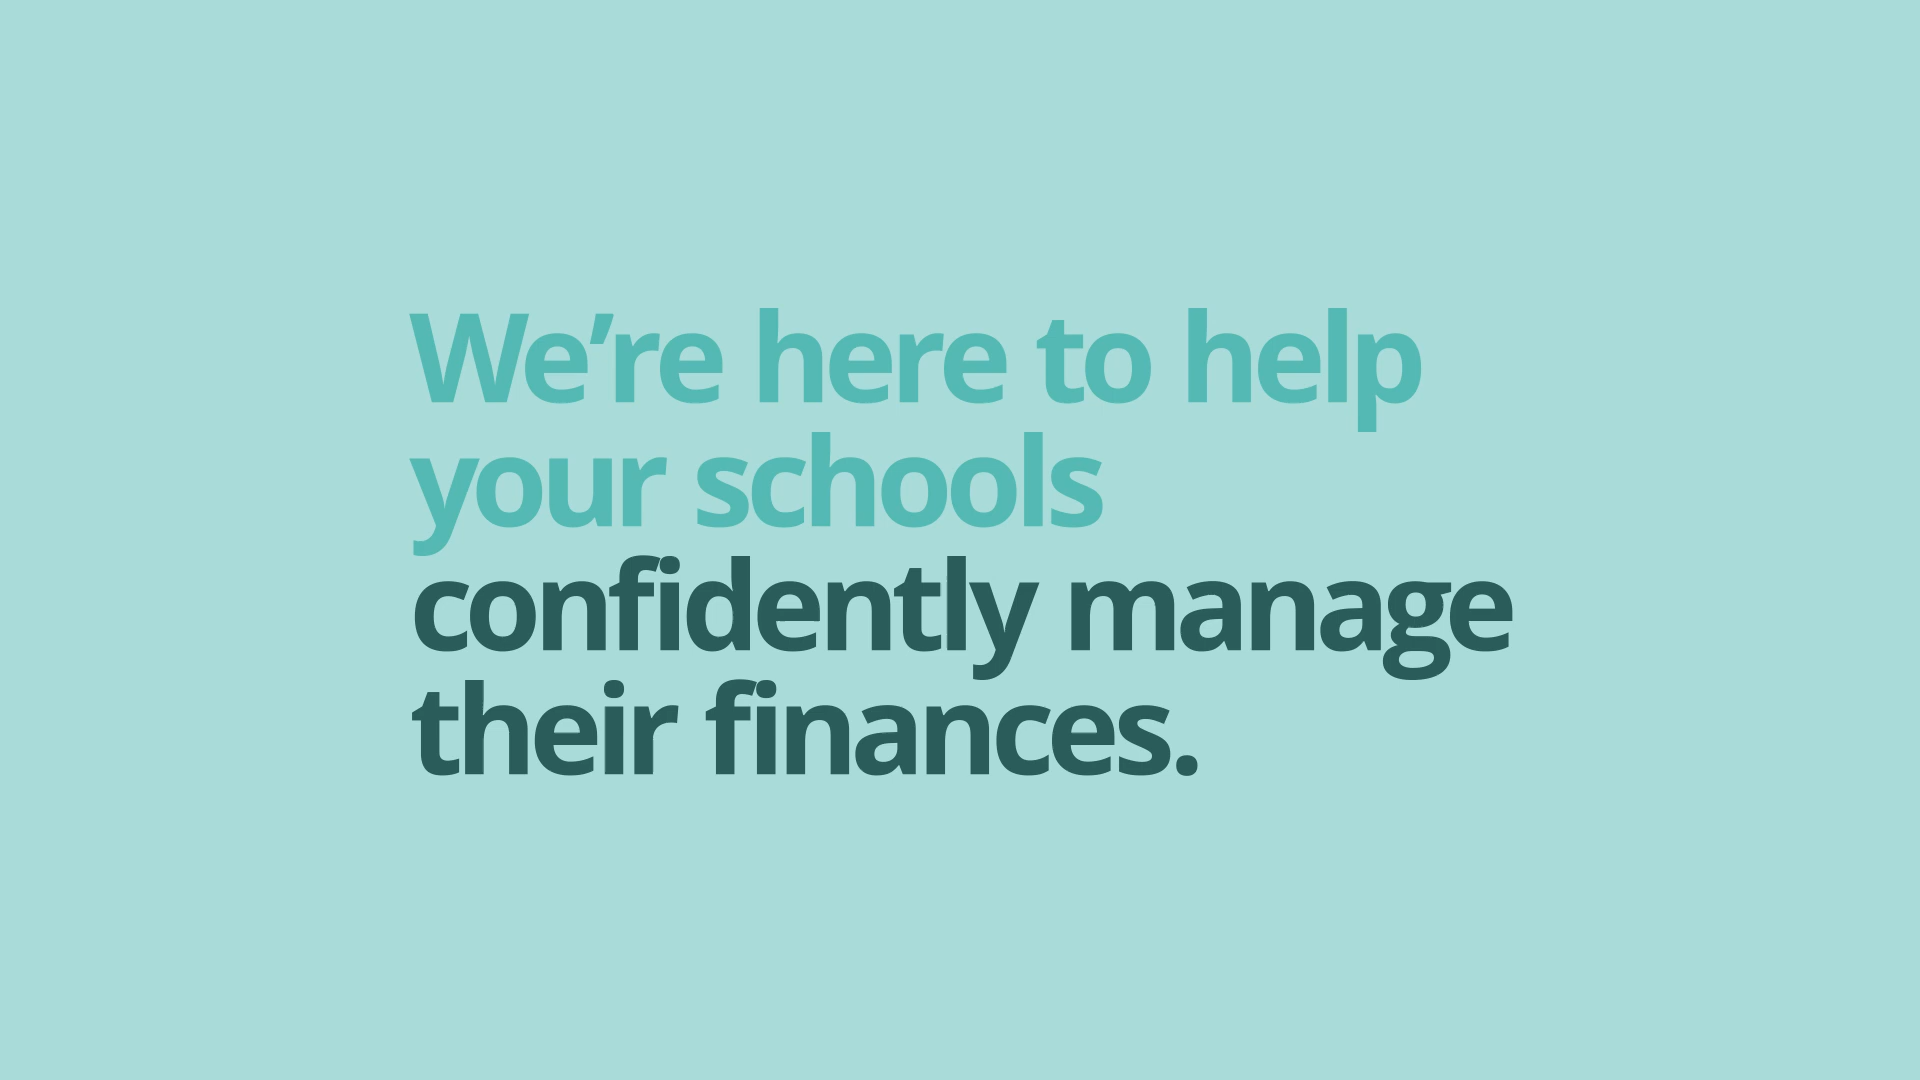 We’re here to help
your schools
confidently manage
their finances.